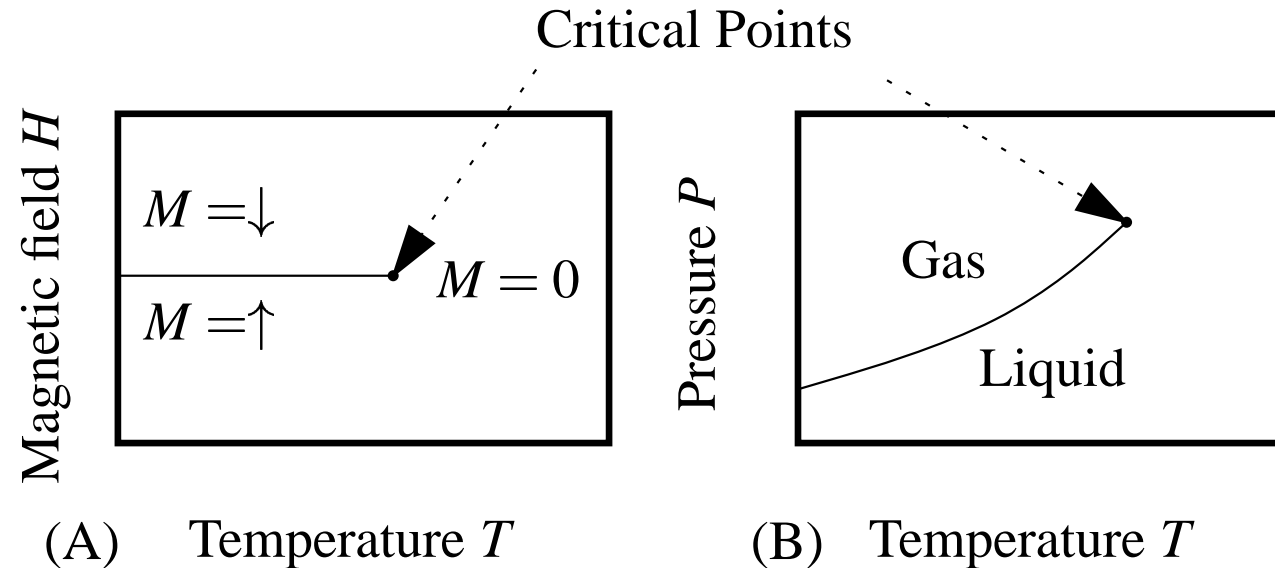 Critical Points
Magnetic field H
M =↓
M =↑
M = 0
(A) Temperature T
Pressure P
Gas
Liquid
(B) Temperature T